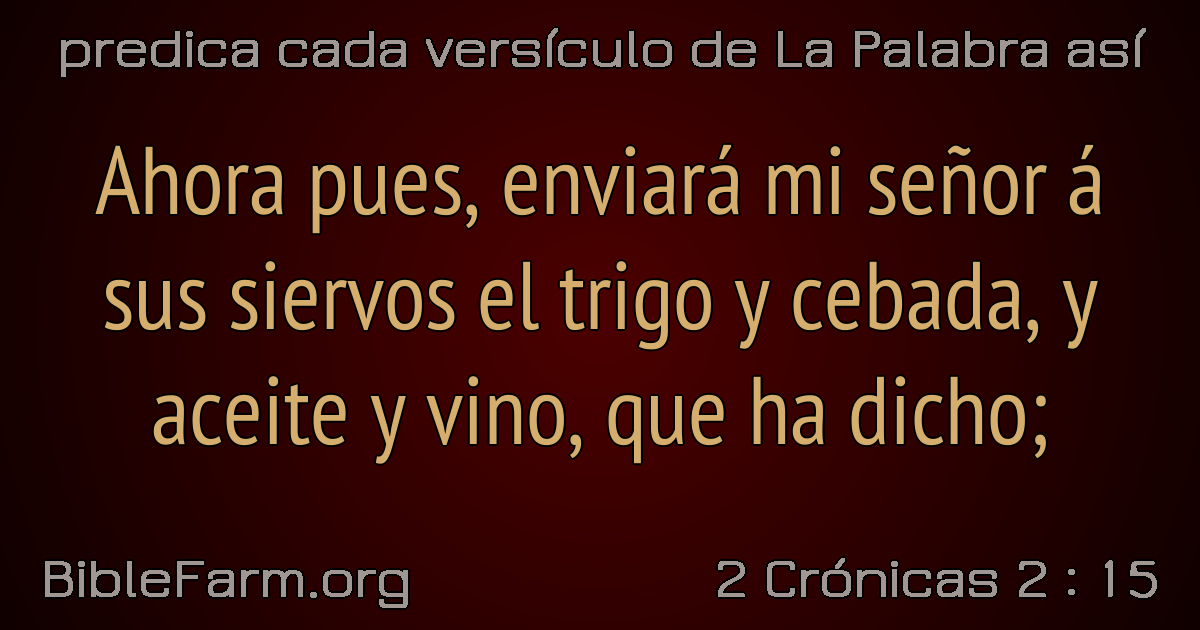 predica cada versículo de La Palabra así
Ahora pues, enviará mi señor á
sus siervos el trigo y cebada, y
aceite y vino, que ha dicho;
BibleFarm.org
2 Crónicas 2 : 15